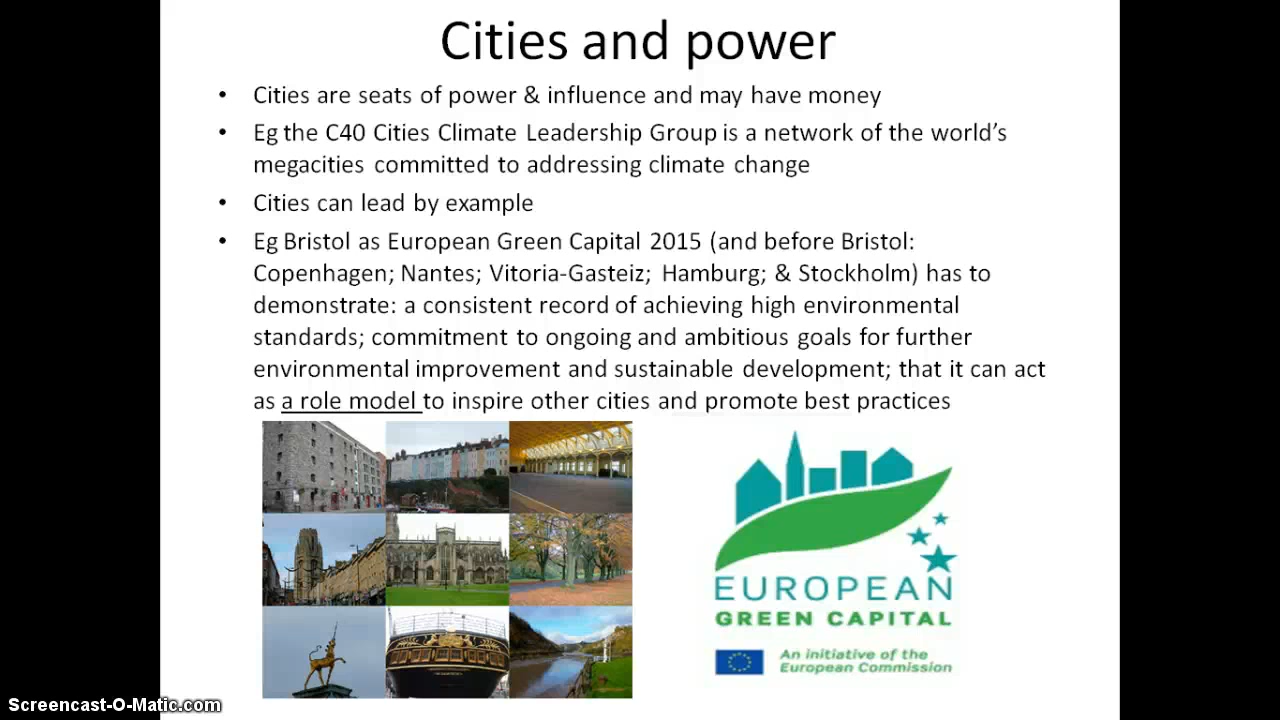 Cities and power
• Cities are seats of power & influence and may have money
• Eg the C40 Cities Climate Leadership Group is a network of the world's
megacities committed to addressing climate change
• Cities can lead by example
• Eg Bristol as European Green Capital 2015 (and before Bristol:
Copenhagen; Nantes; Vitoria-Gasteiz; Hamburg; & Stockholm) has to
demonstrate: a consistent record of achieving high environmental
standards; commitment to ongoing and ambitious goals for further
environmental improvement and sustainable development; that it can act
as a role model to inspire other cities and promote best practices
EUROPEAN
GREEN CAPITAL
An initiative of the
European Commission
Screencast-O-Matic.com